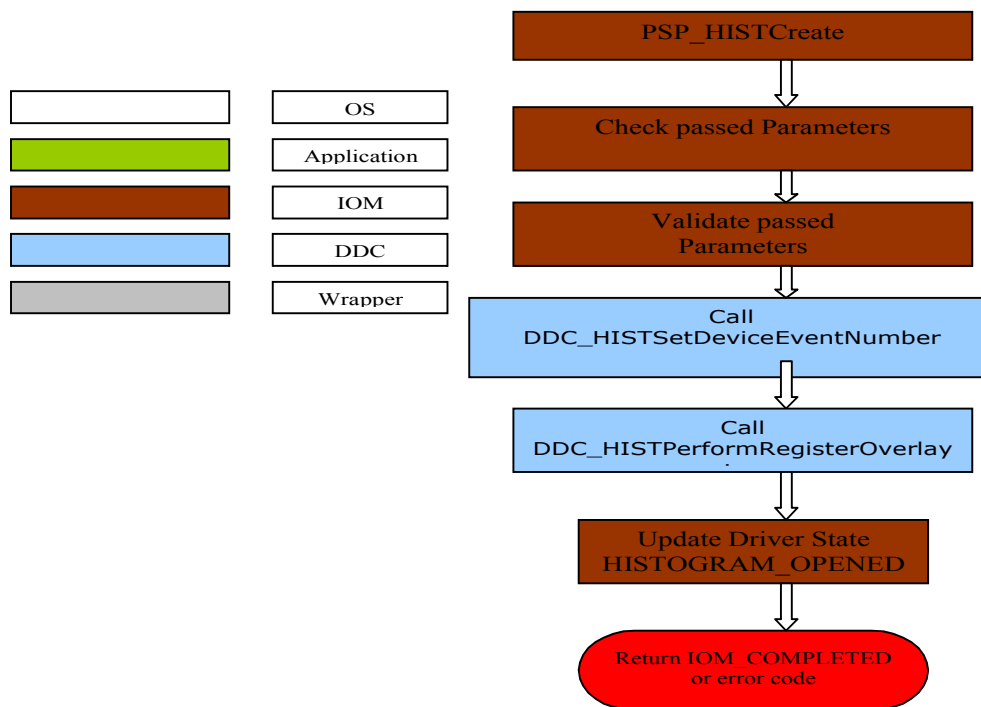 PSP_HISTCreate
OS
Application
IOM
DDC
Wrapper
Check passed Parameters
Validate passed
Parameters
Call
DDC_HISTSetDeviceEventNumber
Call
DDC_HISTPerformRegisterOverlay
Update Driver State
HISTOGRAM_OPENED
Return IOM_COMPLETED
or error code